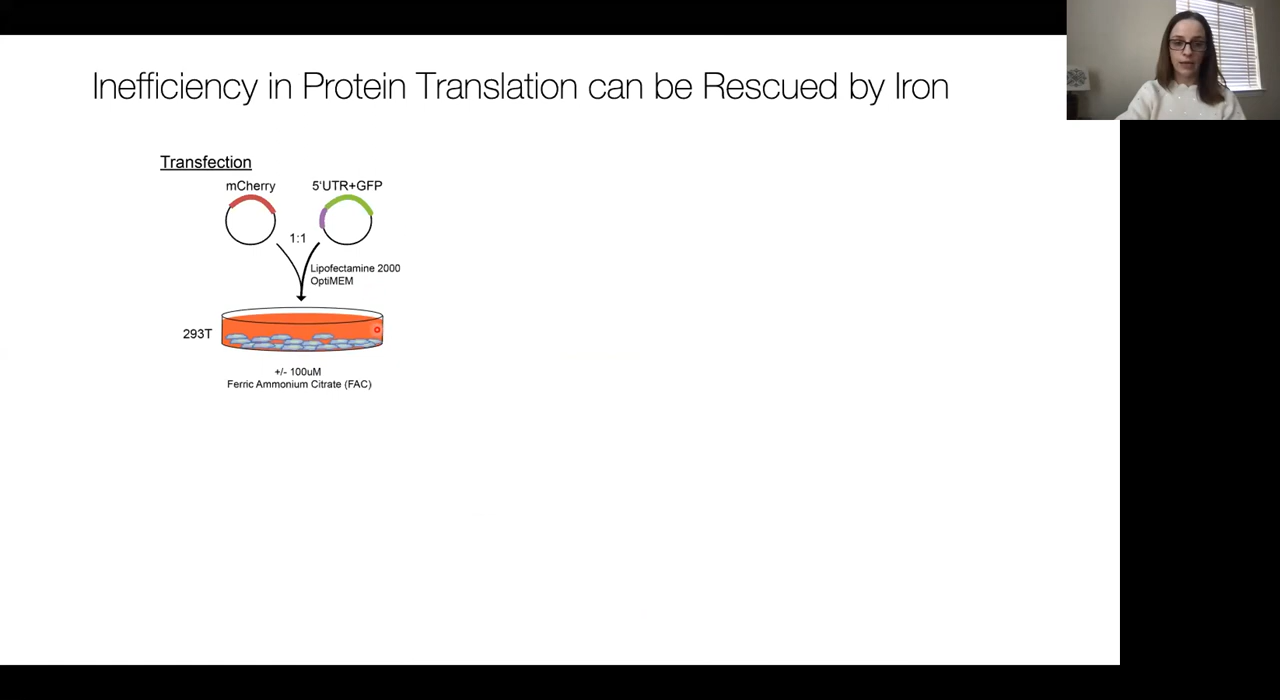 Inefficiency in Protein Translation can be Rescued by Iron
Transfection
mCherry
5'UTR+GFP
1:1
Lipofectamine 2000
OptiMEM
293T
+/- 100uM
Ferric Ammonium Citrate (FAC)